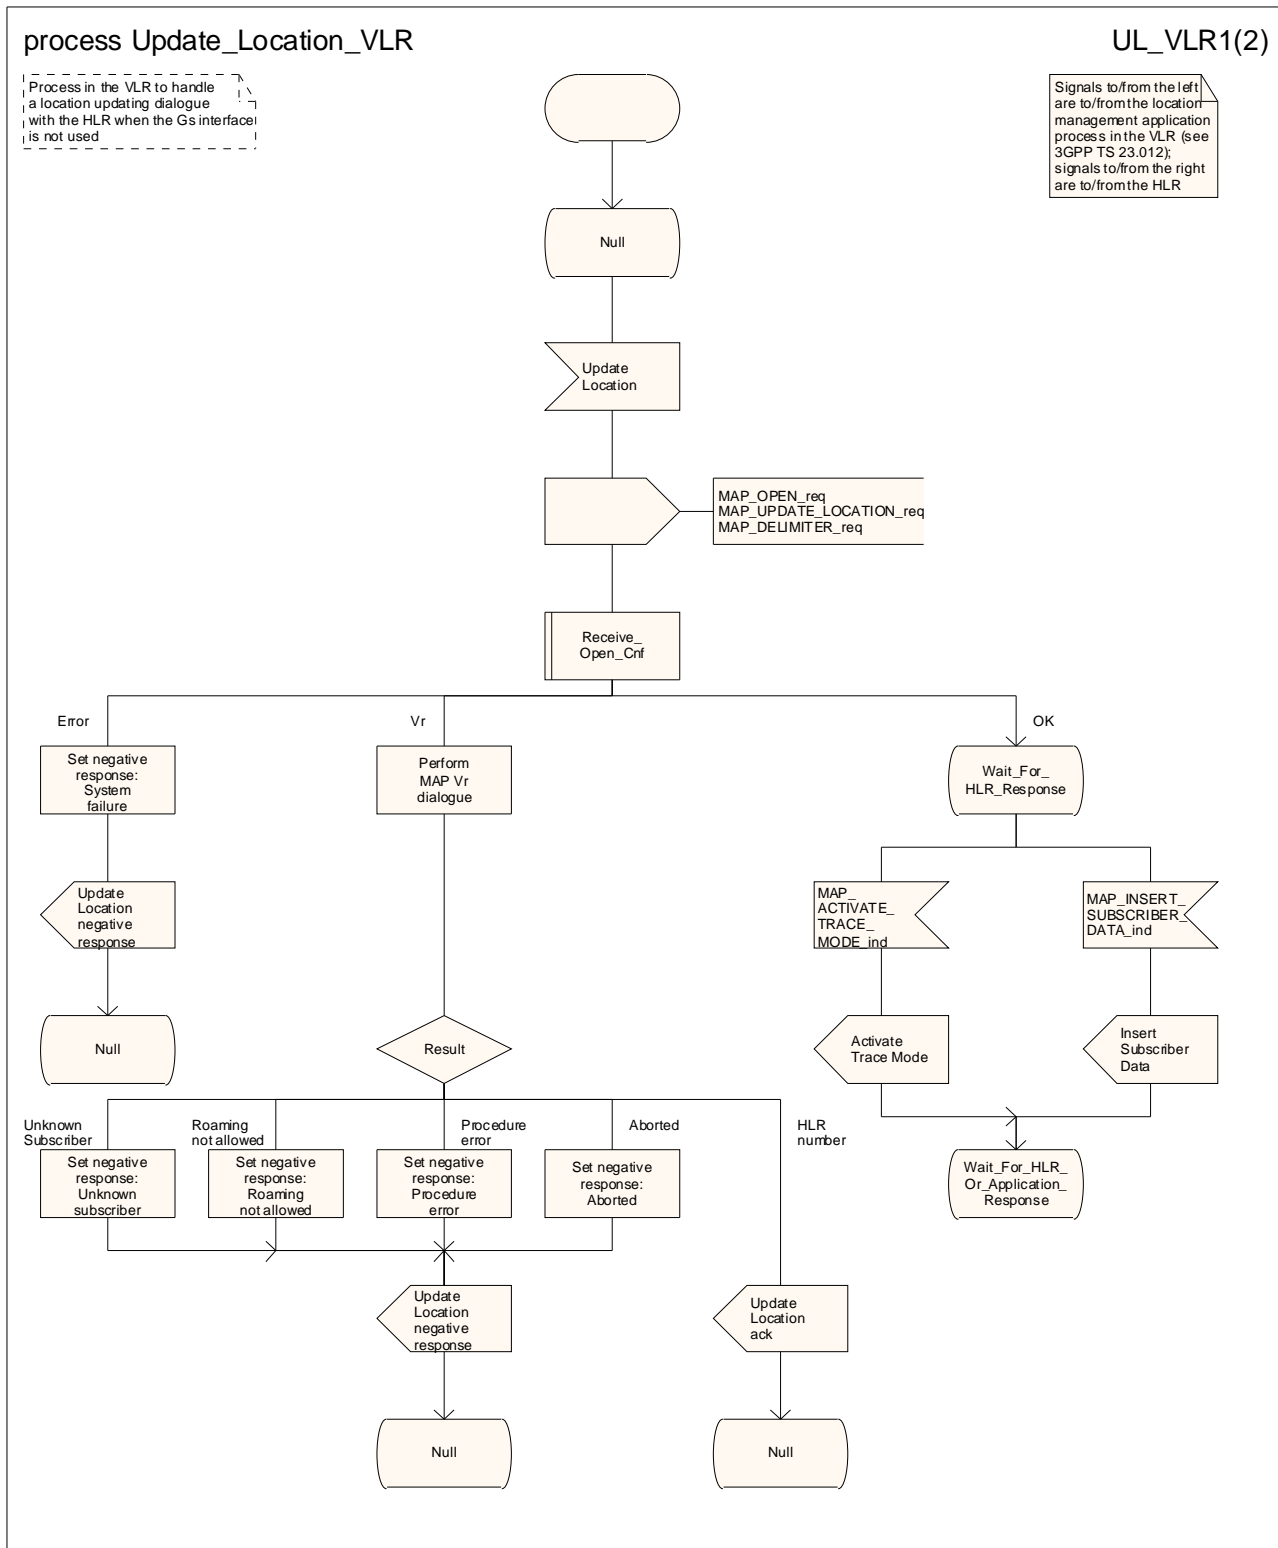 process Update_Location_VLR
UL_VLR1(2)
Process in the VLR to handle
a location updating dialogue
with the HLR when the Gs interface
is not used
Signals to/from the left
are to/from the location
management application
process in the VLR (see
3GPP TS 23.012);
signals to/from the right
are to/from the HLR
Null
Update
Location
MAP_OPEN_req
MAP_UPDATE_LOCATION_req
MAP_DELIMITER_req
Receive_
Open_Cnf
Error
Vr
OK
Set negative
response:
System
failure
Perform
MAP Vr
dialogue
Wait_For_
HLR_Response
Update
Location
negative
response
MAP_
ACTIVATE_
TRACE_
MODE_ind
MAP_INSERT_
SUBSCRIBER_
DATA_ind
Null
Result
Activate
Trace Mode
Insert
Subscriber
Data
Unknown
Subscriber
Roaming
not allowed
Procedure
error
Aborted
HLR
number
Set negative
response:
Unknown
subscriber
Set negative
response:
Roaming
not allowed
Set negative
response:
Procedure
error
Set negative
response:
Aborted
Wait_For_HLR_
Or_Application_
Response
Update
Location
negative
response
Update
Location
ack
Null
Null